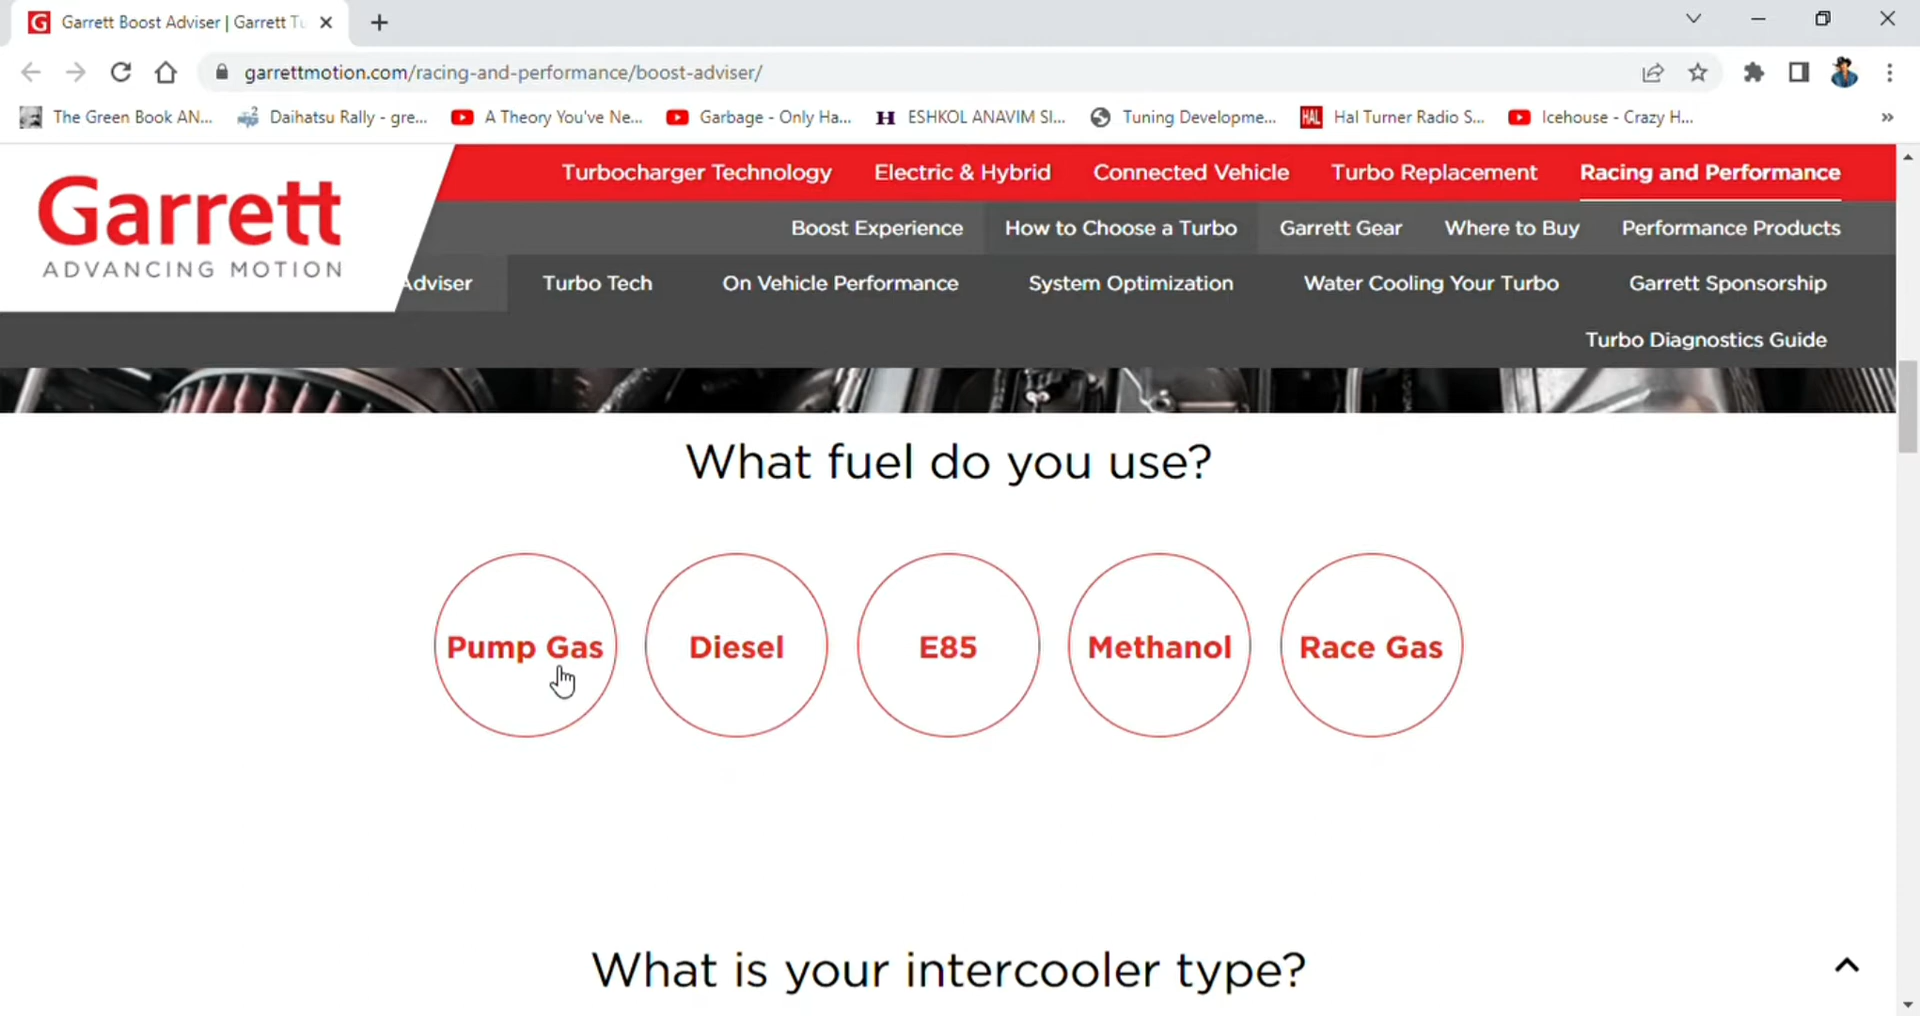 Garrett Boost Adviser | Garrett Tu
garrettmotion.com/racing-and-performance/boost-adviser/
The Green Book AN... Daihatsu Rally - gre... A Theory You've Ne... Garbage - Only Ha... ESHKOL ANAVIM SI... Tuning Developme... Hal Turner Radio S... Icehouse - Crazy H... »
Garrett
ADVANCING MOTION
Turbocharger Technology Electric & Hybrid Connected Vehicle Turbo Replacement Racing and Performance
Boost Experience How to Choose a Turbo Garrett Gear Where to Buy Performance Products
Adviser Turbo Tech On Vehicle Performance System Optimization Water Cooling Your Turbo Garrett Sponsorship
Turbo Diagnostics Guide
What fuel do you use?
Pump Gas Diesel E85 Methanol Race Gas
What is your intercooler type?